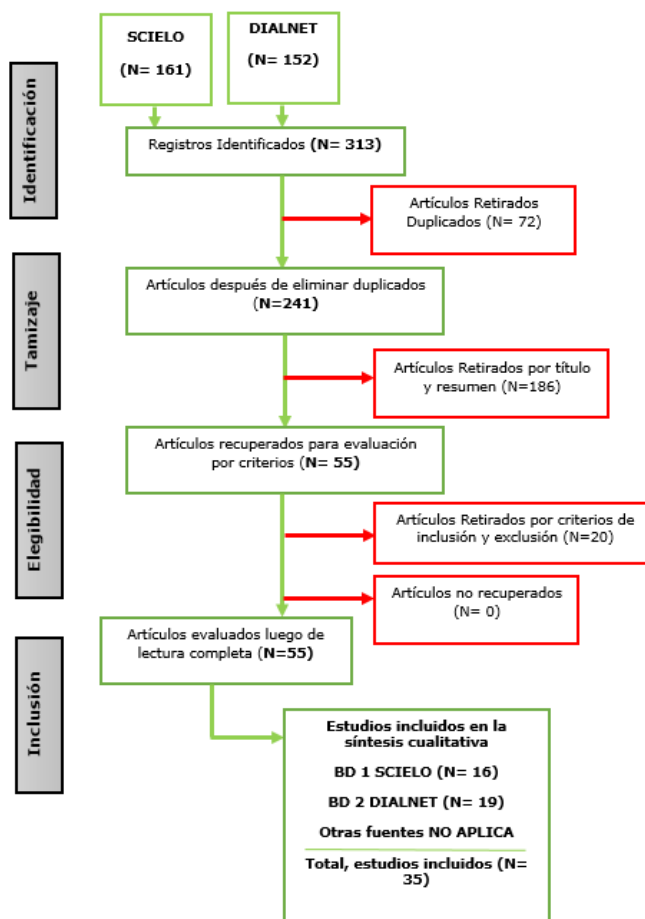 SCIELO
(N= 161)
DIALNET
(N= 152)
Identificación
Registros Identificados (N= 313)
Artículos Retirados
Duplicados (N= 72)
Tamizaje
Artículos después de eliminar duplicados
(N=241)
Artículos Retirados por título
y resumen (N=186)
Elegibilidad
Artículos recuperados para evaluación
por criterios (N= 55)
Artículos Retirados por criterios de
inclusión y exclusión (N=20)
Artículos no recuperados
(N= 0)
Inclusión
Artículos evaluados luego de
lectura completa (N=55)
Estudios incluidos en la
síntesis cualitativa
BD 1 SCIELO (N= 16)
BD 2 DIALNET (N= 19)
Otras fuentes NO APLICA
Total, estudios incluidos (N=
35)